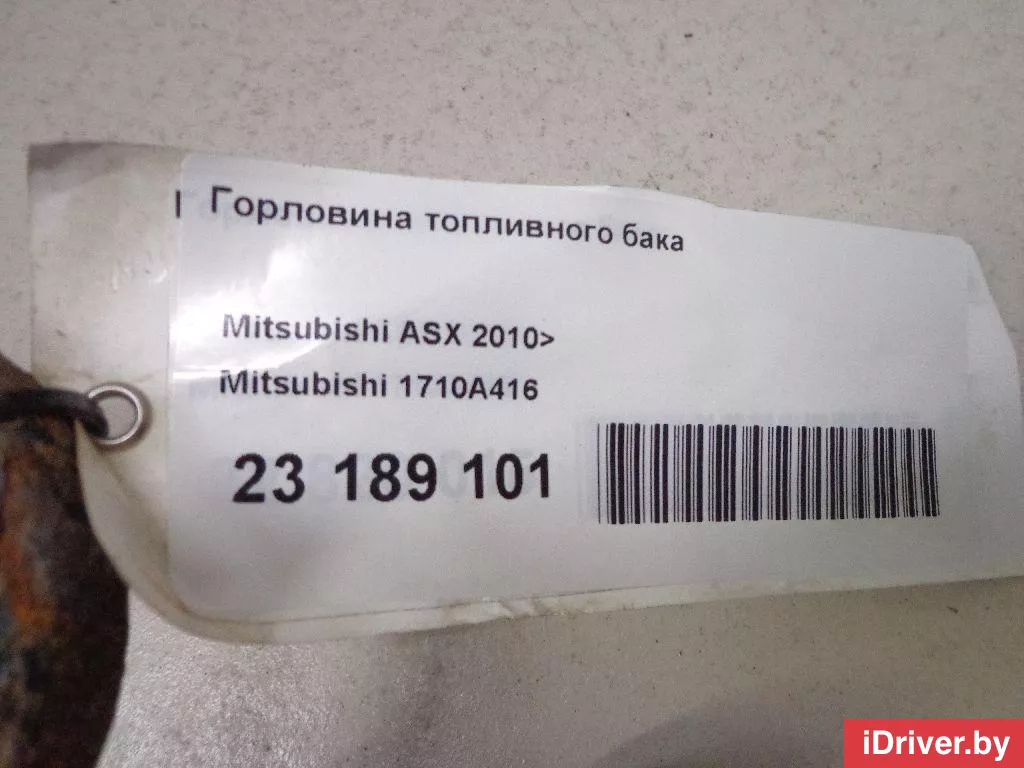 Горловина топливного бака
Mitsubishi ASX 2010>
Mitsubishi 1710A416
23 189 101
iDriver.by